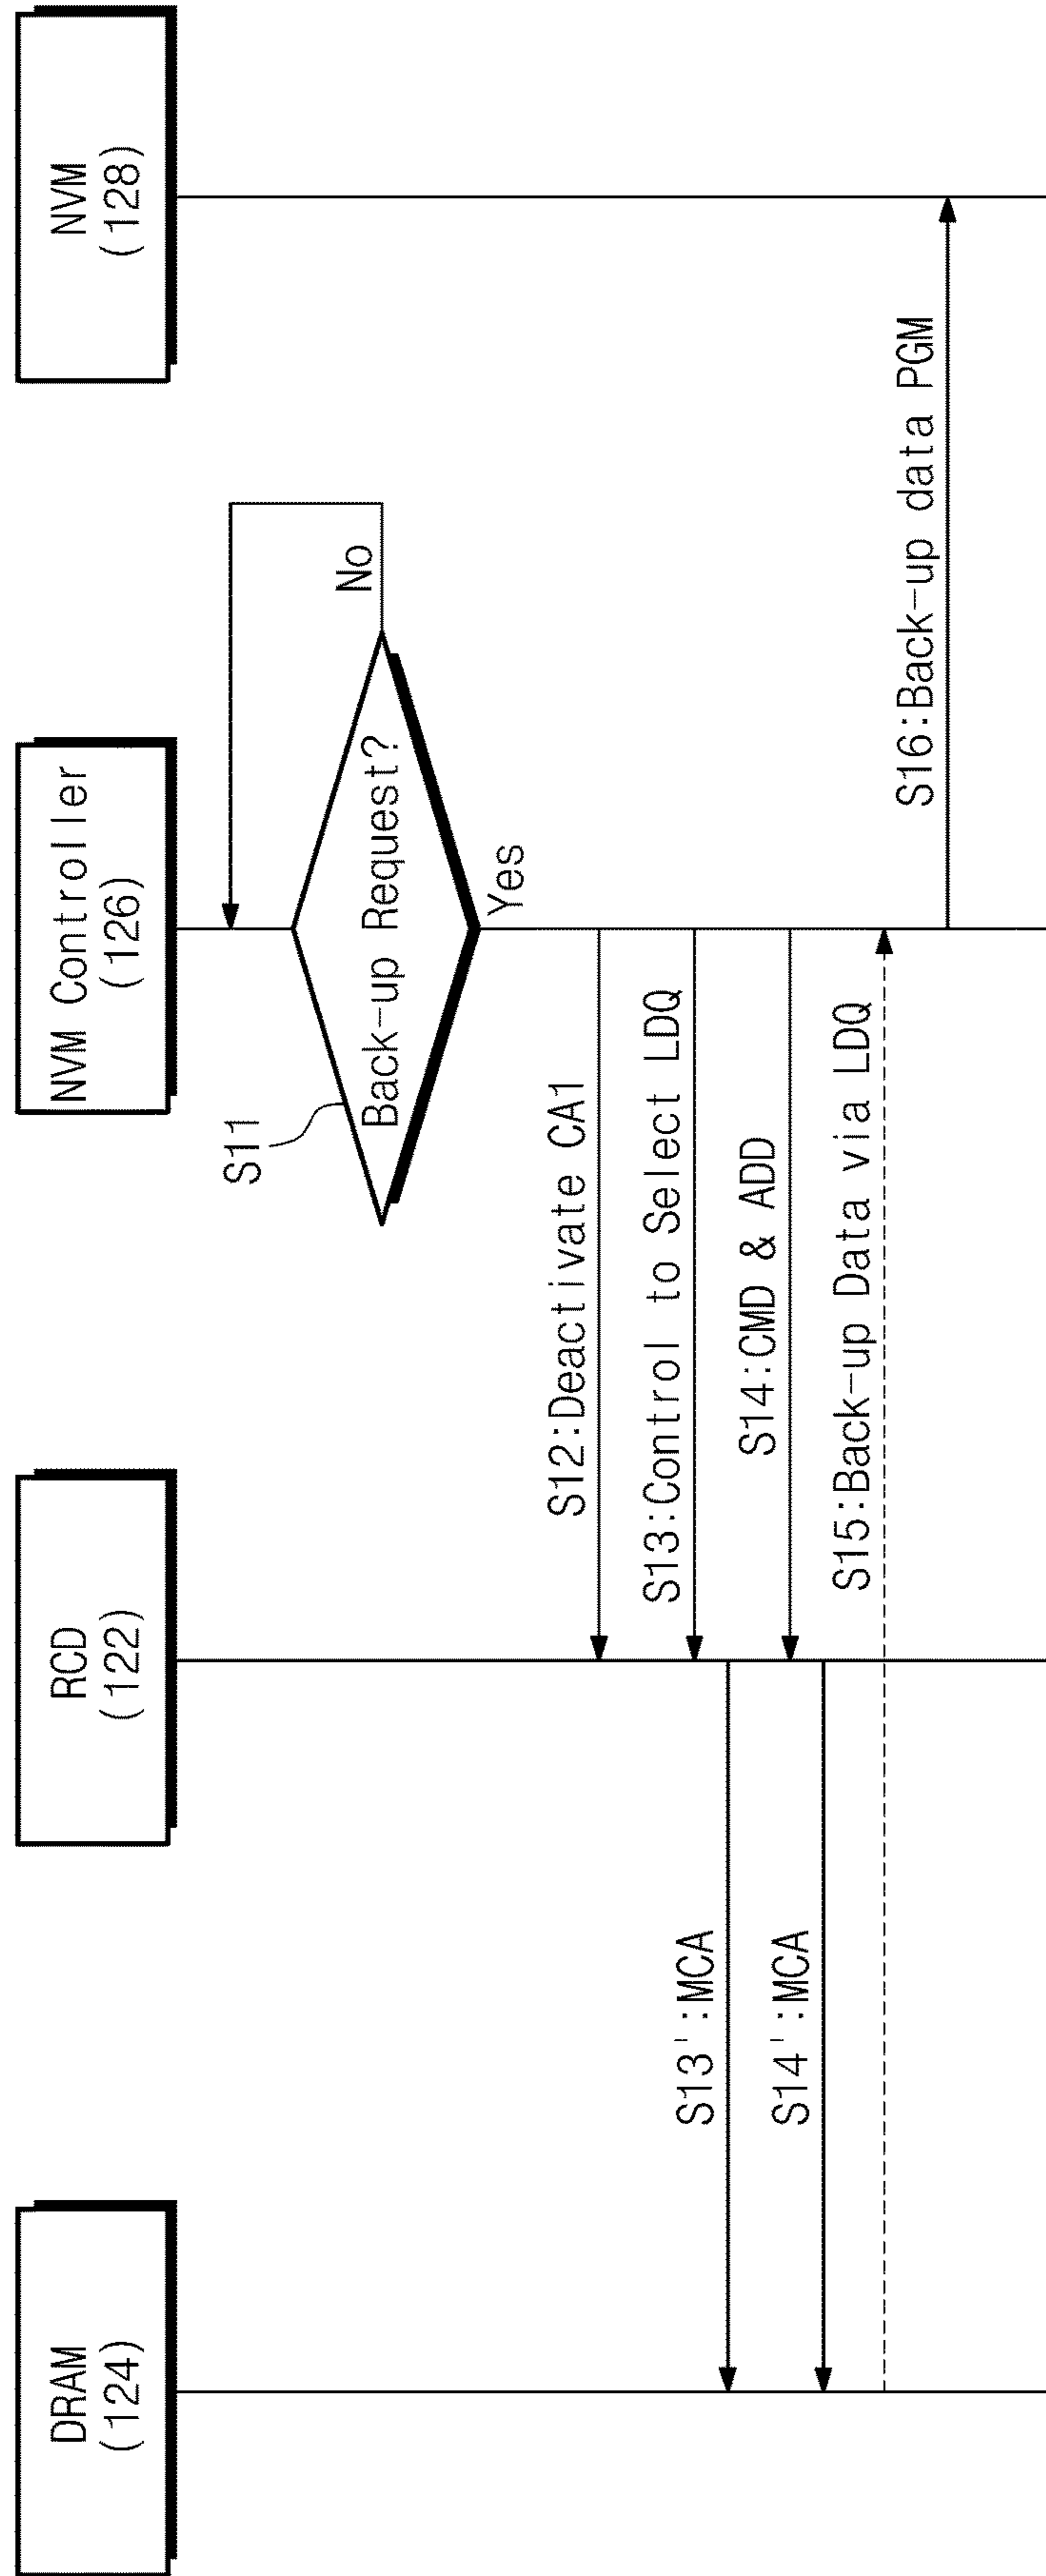 DRAM
(124)
RCD
(122)
NVM Controller
(126)
NVM
(128)
S11
Back-up Request?
No
Yes
S12:Deactivate CA1
S13:Control to Select LDQ
S13':MCA
S14:CMD & ADD
S14':MCA
S15:Back-up Data via LDQ
S16:Back-up data PGM